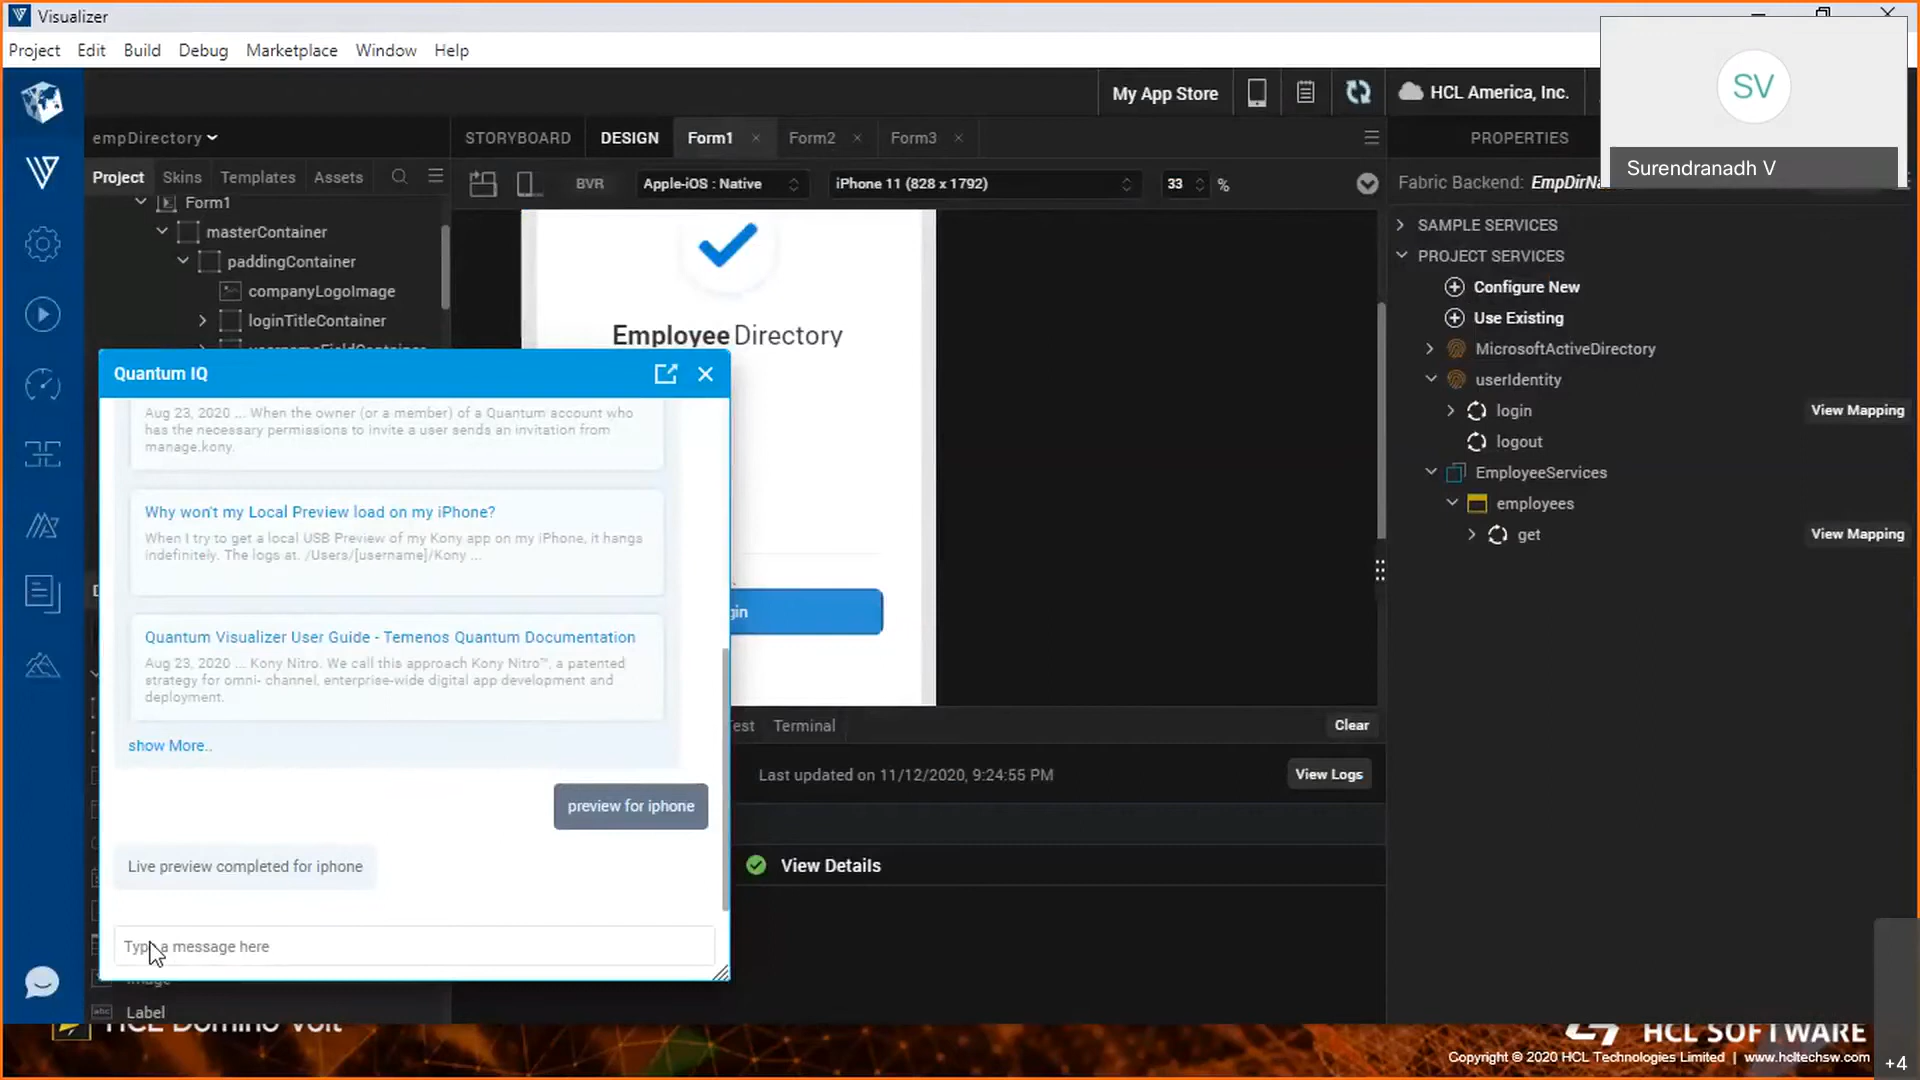 Visualizer
Project Edit Build Debug Marketplace Window Help
My App Store
HCL America, Inc.
SV
Surendranadh V
empDirectory
STORYBOARD DESIGN Form1 × Form2 × Form3 ×
PROPERTIES
Project Skins Templates Assets
BVR Apple-iOS : Native iPhone 11 (828 x 1792) 33 %
Fabric Backend: EmpDirNa
Form1
masterContainer
paddingContainer
companyLogoImage
loginTitleContainer
Employee Directory
gin
SAMPLE SERVICES
PROJECT SERVICES
Configure New
Use Existing
MicrosoftActiveDirectory
userIdentity
login View Mapping
logout
EmployeeServices
employees
get View Mapping
Quantum IQ
Aug 23, 2020 ... When the owner (or a member) of a Quantum account who
has the necessary permissions to invite a user sends an invitation from
manage.kony.
Why won't my Local Preview load on my iPhone?
When I try to get a local USB Preview of my Kony app on my iPhone, it hangs
indefinitely. The logs at. /Users/[username]/Kony ...
Quantum Visualizer User Guide - Temenos Quantum Documentation
Aug 23, 2020 ... Kony Nitro. We call this approach Kony Nitro™, a patented
strategy for omni- channel, enterprise-wide digital app development and
deployment.
show More..
preview for iphone
Live preview completed for iphone
Type a message here
est Terminal Clear
Last updated on 11/12/2020, 9:24:55 PM View Logs
View Details
Image
Label
HCL Domino Volt
HCL SOFTWARE
Copyright © 2020 HCL Technologies Limited | www.hcltechsw.com
+4